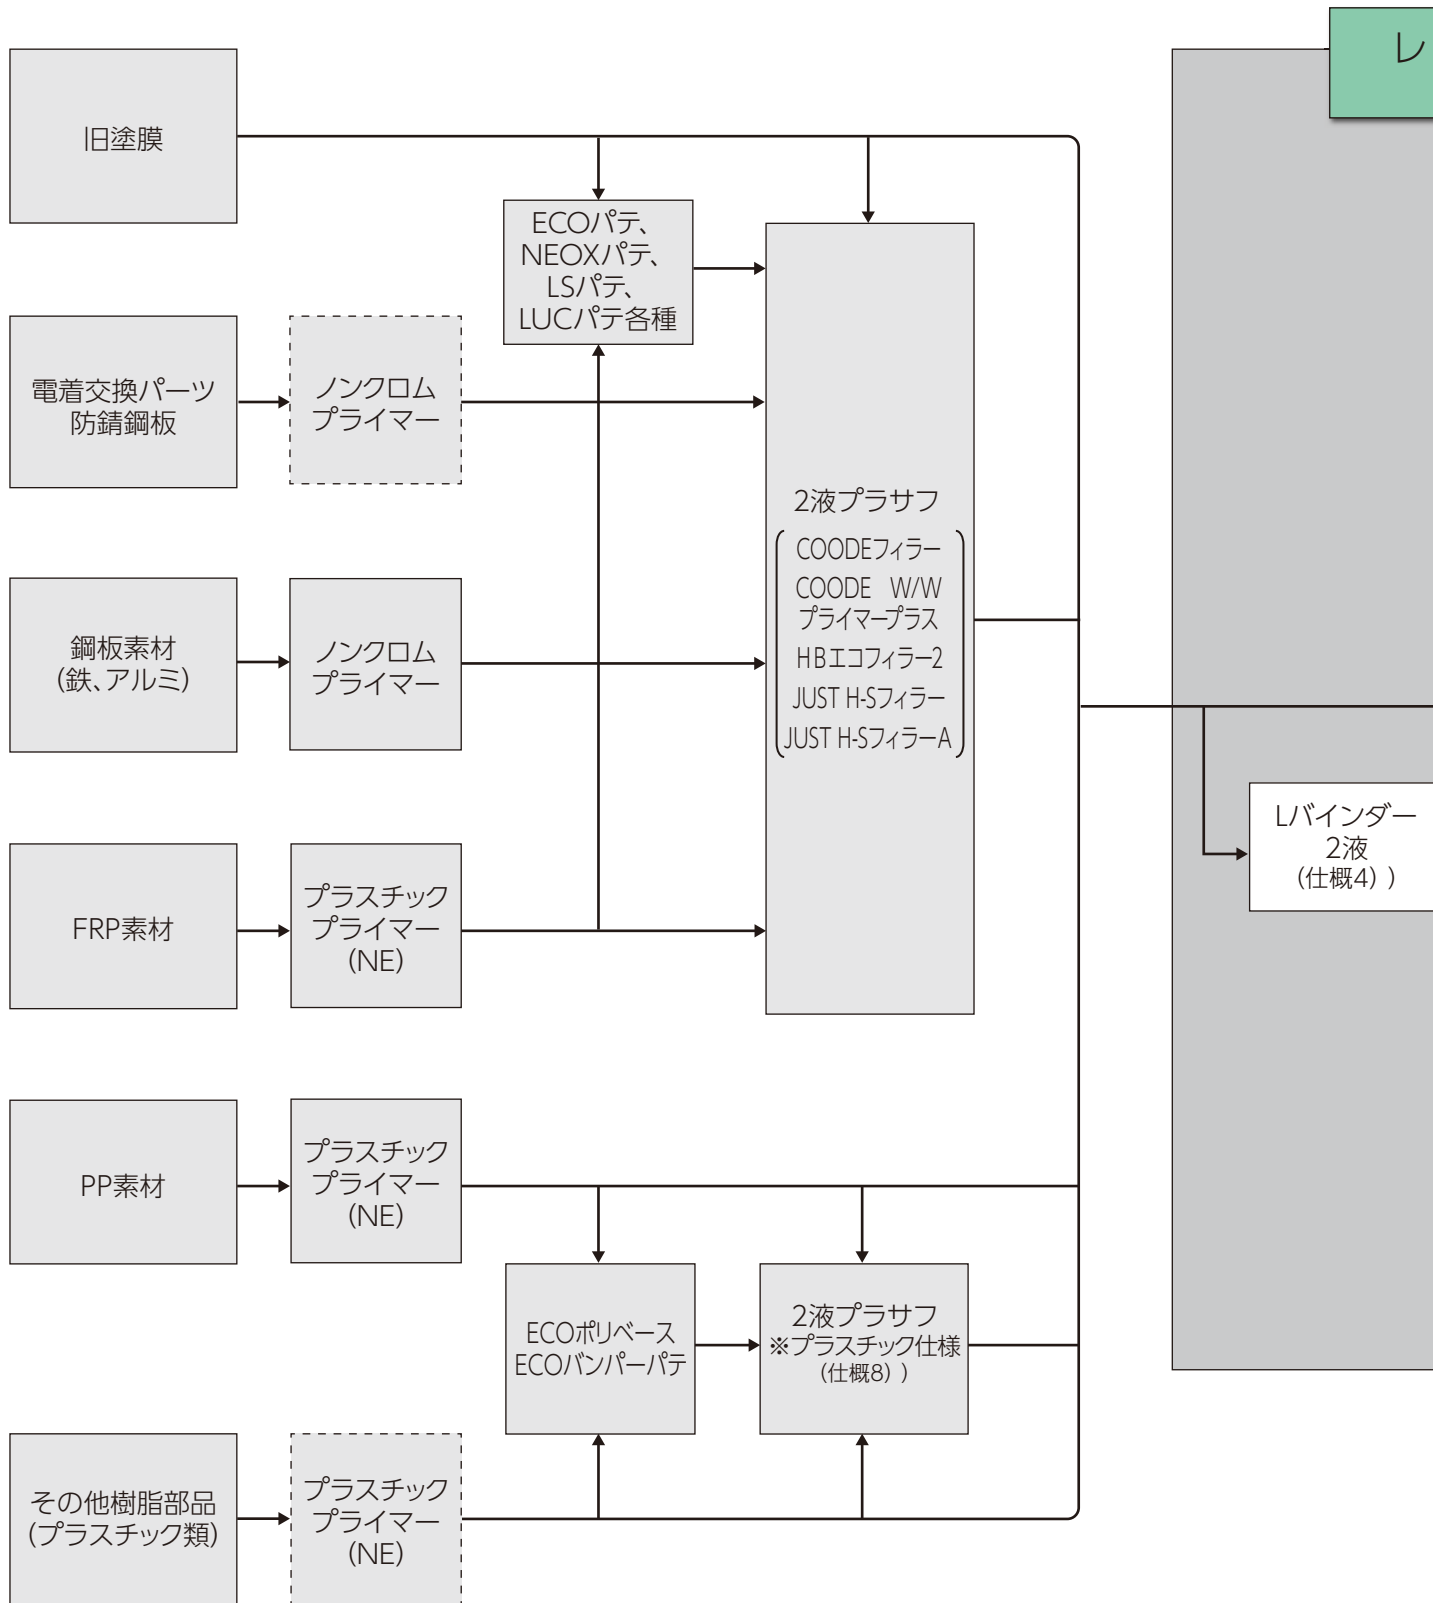 レ
旧塗膜
ECOパテ、
NEOXパテ、
LSパテ、
LUCパテ各種
電着交換パーツ
防錆鋼板
ノンクロム
プライマー
2液プラサフ
COODEフィラー
COODE W/W
プライマープラス
HBエコフィラー2
JUST H-Sフィラー
JUST H-SフィラーA
鋼板素材
(鉄、アルミ)
ノンクロム
プライマー
Lバインダー
2液
(仕概4))
FRP素材
プラスチック
プライマー
(NE)
PP素材
プラスチック
プライマー
(NE)
ECOポリベース
ECOバンパーパテ
2液プラサフ
※プラスチック仕様
(仕概8))
その他樹脂部品
(プラスチック類)
プラスチック
プライマー
(NE)